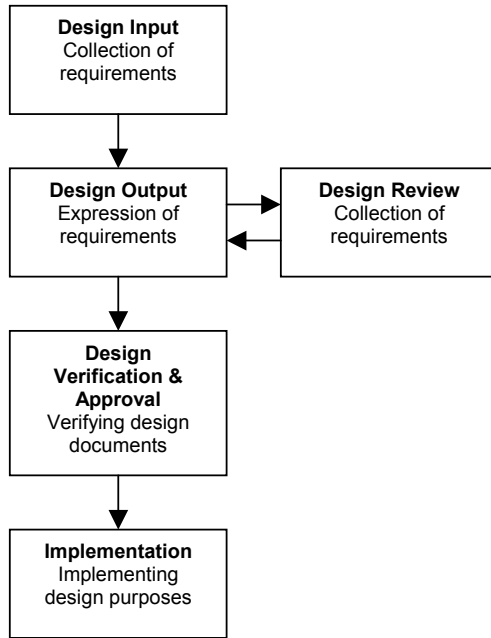 Design Input
Collection of
requirements
Design Output
Expression of
requirements
Design Review
Collection of
requirements
Design
Verification &
Approval
Verifying design
documents
Implementation
Implementing
design purposes